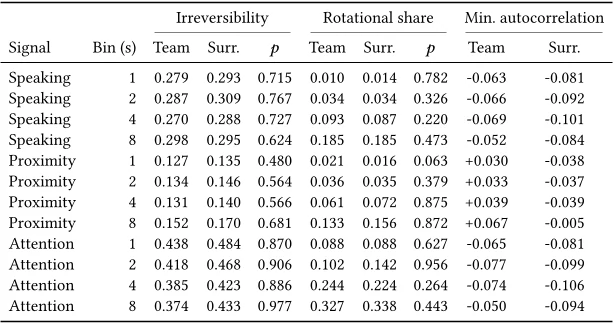 Irreversibility Rotational share Min. autocorrelation
Signal Bin (s) Team Surr. p Team Surr. p Team Surr.
Speaking 1 0.279 0.293 0.715 0.010 0.014 0.782 -0.063 -0.081
Speaking 2 0.287 0.309 0.767 0.034 0.034 0.326 -0.066 -0.092
Speaking 4 0.270 0.288 0.727 0.093 0.087 0.220 -0.069 -0.101
Speaking 8 0.298 0.295 0.624 0.185 0.185 0.473 -0.052 -0.084
Proximity 1 0.127 0.135 0.480 0.021 0.016 0.063 +0.030 -0.038
Proximity 2 0.134 0.146 0.564 0.036 0.035 0.379 +0.033 -0.037
Proximity 4 0.131 0.140 0.566 0.061 0.072 0.875 +0.039 -0.039
Proximity 8 0.152 0.170 0.681 0.133 0.156 0.872 +0.067 -0.005
Attention 1 0.438 0.484 0.870 0.088 0.088 0.627 -0.065 -0.081
Attention 2 0.418 0.468 0.906 0.102 0.142 0.956 -0.077 -0.099
Attention 4 0.385 0.423 0.886 0.244 0.224 0.264 -0.074 -0.106
Attention 8 0.374 0.433 0.977 0.327 0.338 0.443 -0.050 -0.094